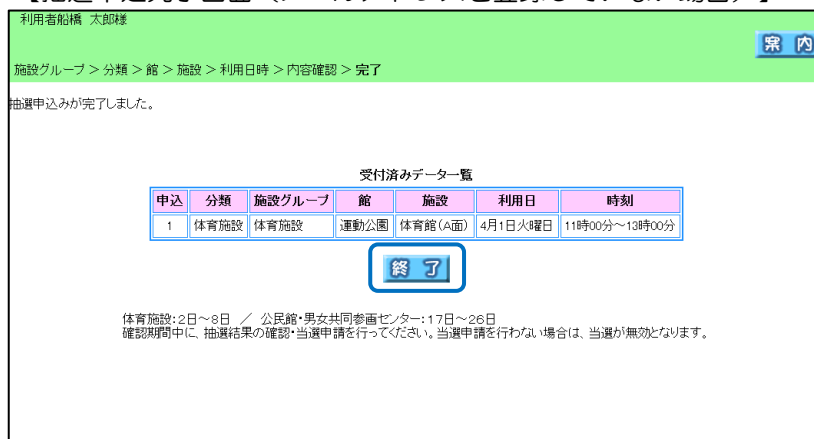 利用者船橋 太郎様
案 内
施設グループ > 分類 > 館 > 施設 > 利用日時 > 内容確認 > 完了
抽選申込みが完了しました。
受付済みデータ一覧
申込 分類 施設グループ 館 施設 利用日 時刻
1 体育施設 体育施設 運動公園 体育館(A面) 4月1日火曜日 11時00分～13時00分
終 了
体育施設:2日～8日 ／ 公民館・男女共同参画センター:17日～26日
確認期間中に、抽選結果の確認・当選申請を行ってください。当選申請を行わない場合は、当選が無効となります。